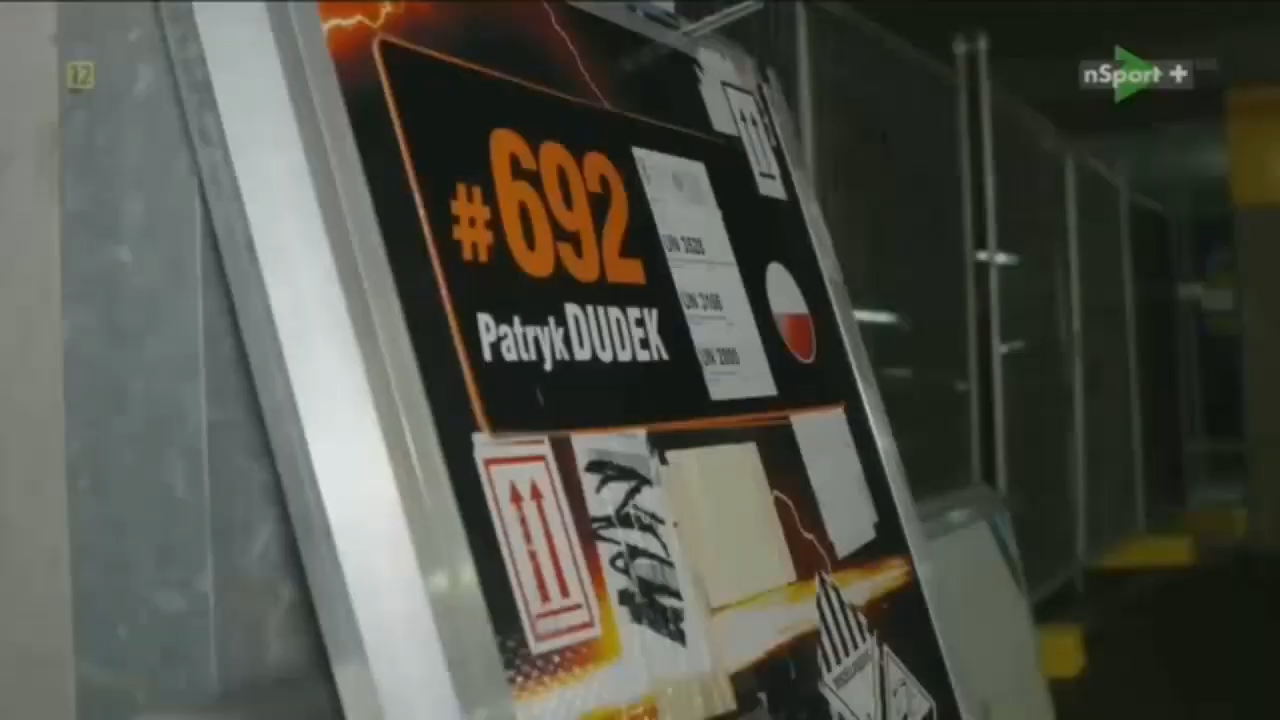 12
nSport +
#692
Patryk DUDEK
UN 3528
UN 3166
UN 2800